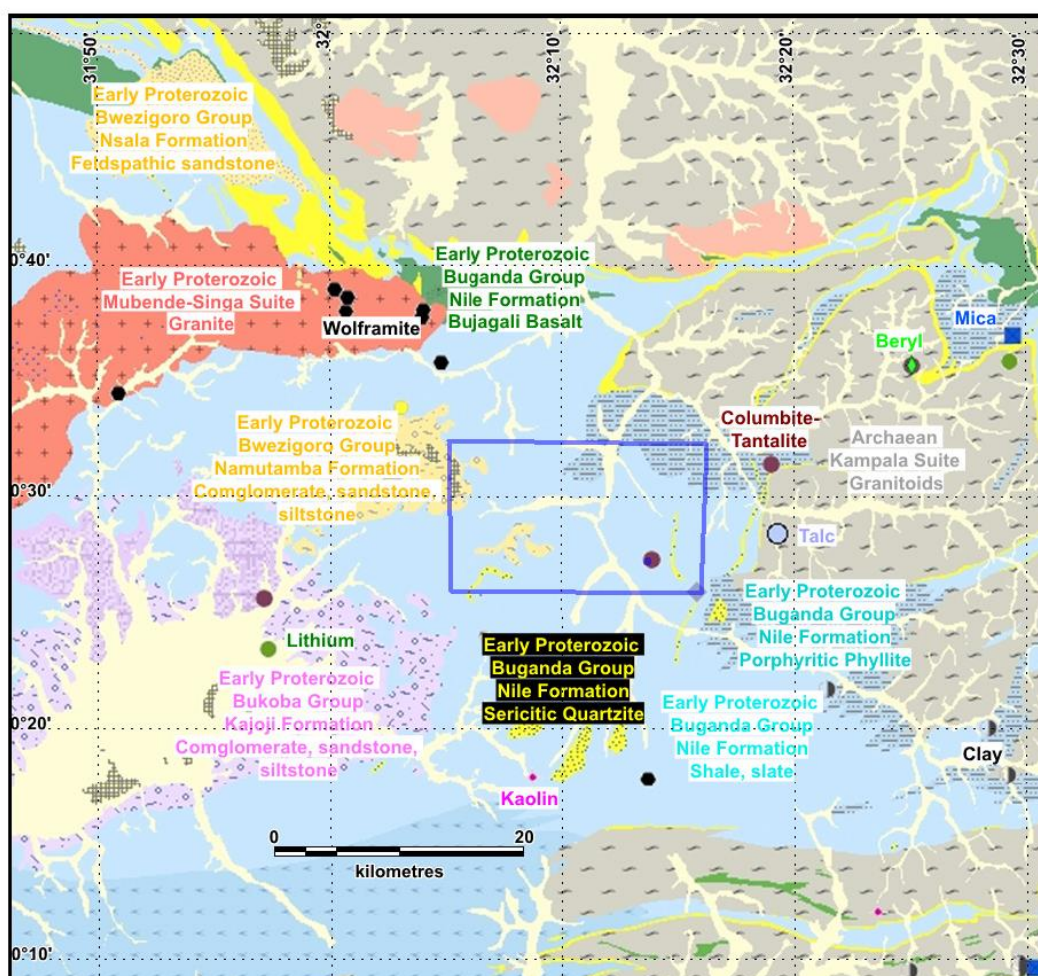 31°50'
32°
32°10'
32°20'
32°30'
Early Proterozoic
Bwezigoro Group
Nsala Formation
Feldspathic sandstone
0°40'
Early Proterozoic
Mubende-Singa Suite
Granite
Early Proterozoic
Buganda Group
Nile Formation
Bujagali Basalt
Wolframite
Mica
Beryl
Columbite-
Tantalite
Archaean
Kampala Suite
Granitoids
Early Proterozoic
Bwezigoro Group
Namutamba Formation
Comglomerate, sandstone,
siltstone
0°30'
Talc
Early Proterozoic
Buganda Group
Nile Formation
Porphyritic Phyllite
Lithium
Early Proterozoic
Bukoba Group
Kajoji Formation
Comglomerate, sandstone,
siltstone
Early Proterozoic
Buganda Group
Nile Formation
Sericitic Quartzite
Early Proterozoic
Buganda Group
Nile Formation
Shale, slate
0°20'
Clay
Kaolin
0
20
kilometres
0°10'